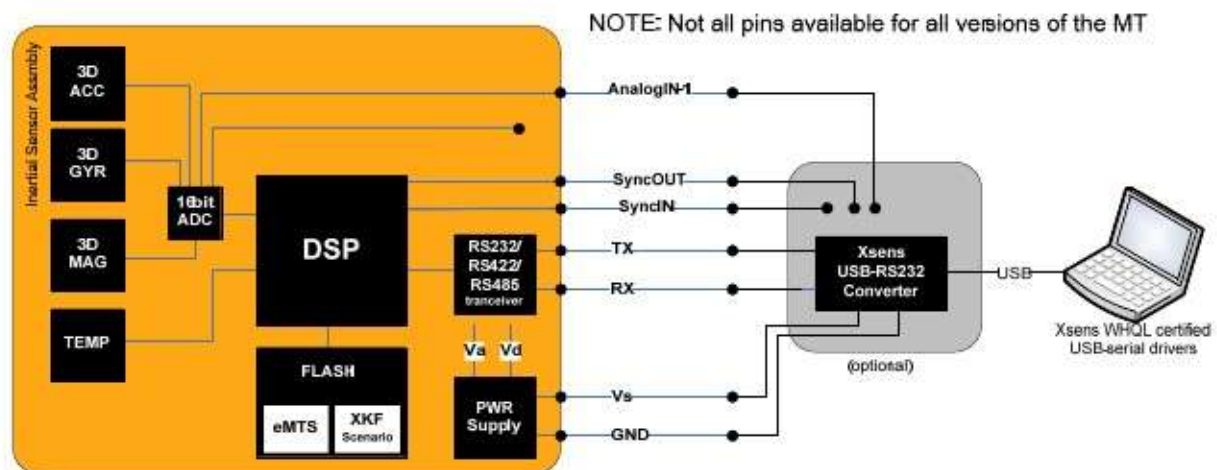 NOTE: Not all pins available for all versions of the MT
Inertial Sensor Assmbly
3D
ACC
3D
GYR
3D
MAG
TEMP
16bit
ADC
DSP
FLASH
eMTS
XKF
Scenario
RS232/
RS422/
RS485
tranceiver
Va
Vd
PWR
Supply
AnalogIN-1
SyncOUT
SyncIN
TX
RX
Vs
GND
Xsens
USB-RS232
Converter
(optional)
USB
Xsens WHQL certified
USB-serial drivers